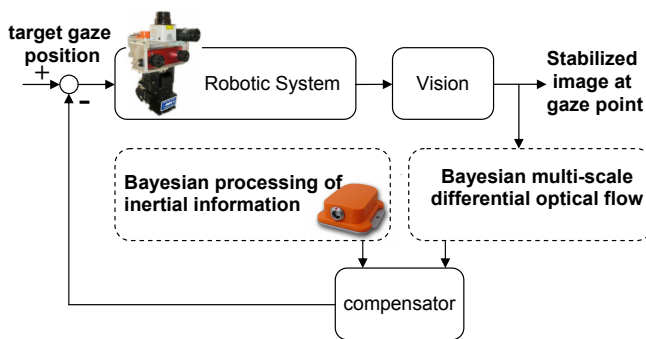 target gaze
position
+
-
Robotic System
Vision
Stabilized
image at
gaze point
Bayesian processing of
inertial information
Bayesian multi-scale
differential optical flow
compensator